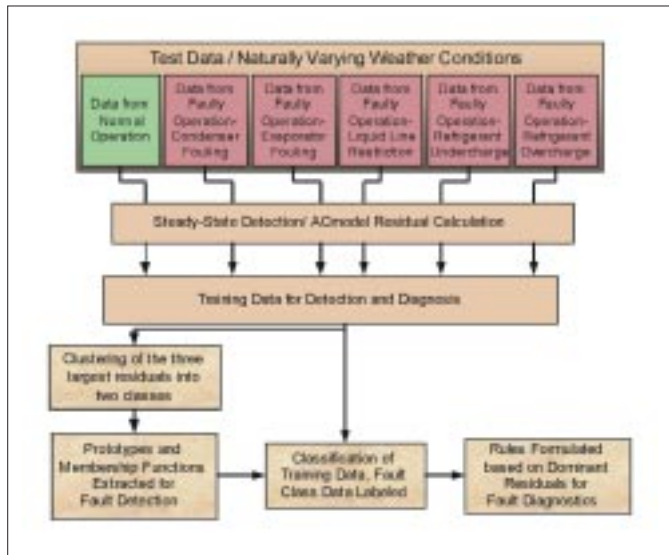 Test Data / Naturally Varying Weather Conditions
Data from
Normal
Operation
Data from
Faulty
Operation-
Condenser
Fouling
Data from
Faulty
Operation-
Evaporator
Fouling
Data from
Faulty
Operation-
Liquid Line
Restriction
Data from
Faulty
Operation-
Refrigerant
Undercharge
Data from
Faulty
Operation-
Refrigerant
Overcharge
Steady-State Detection/ ACmodel Residual Calculation
Training Data for Detection and Diagnosis
Clustering of the three
largest residuals into
two classes
Prototypes and
Membership Functions
Extracted for
Fault Detection
Classification of
Training Data, Fault
Class Data Labeled
Rules Formulated
based on Dominant
Residuals for
Fault Diagnostics